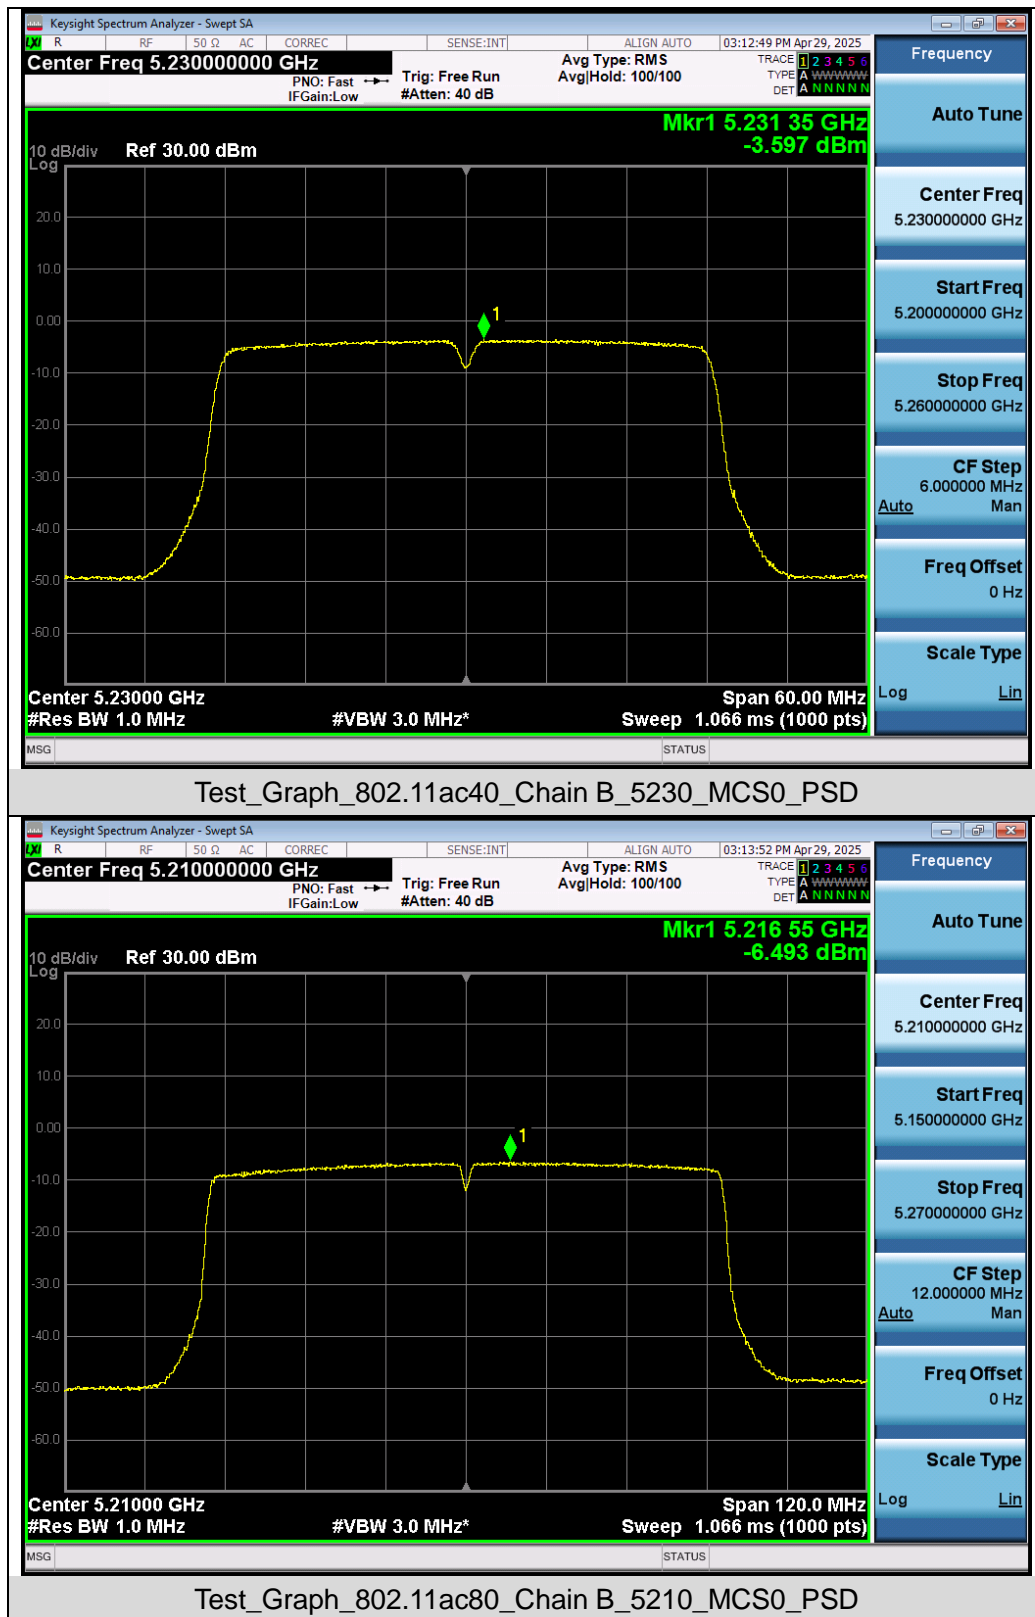 Keysight Spectrum Analyzer - Swept SA
LXI R RF 50 Ω AC CORREC SENSE:INT ALIGN AUTO 03:12:49 PM Apr 29, 2025
Center Freq 5.230000000 GHz
PNO: Fast
IFGain:Low
Trig: Free Run
#Atten: 40 dB
Avg Type: RMS
Avg|Hold: 100/100
TRACE 1 2 3 4 5 6
TYPE A WWWWW
DET A N N N N N
Mkr1 5.231 35 GHz
-3.597 dBm
10 dB/div Ref 30.00 dBm
Log
20.0
10.0
0.00
-10.0
-20.0
-30.0
-40.0
-50.0
-60.0
1
Center 5.23000 GHz Span 60.00 MHz
#Res BW 1.0 MHz #VBW 3.0 MHz* Sweep 1.066 ms (1000 pts)
MSG STATUS
Frequency
Auto Tune
Center Freq
5.230000000 GHz
Start Freq
5.200000000 GHz
Stop Freq
5.260000000 GHz
CF Step
6.000000 MHz
Auto Man
Freq Offset
0 Hz
Scale Type
Log Lin
Test_Graph_802.11ac40_Chain B_5230_MCS0_PSD
Keysight Spectrum Analyzer - Swept SA
LXI R RF 50 Ω AC CORREC SENSE:INT ALIGN AUTO 03:13:52 PM Apr 29, 2025
Center Freq 5.210000000 GHz
PNO: Fast
IFGain:Low
Trig: Free Run
#Atten: 40 dB
Avg Type: RMS
Avg|Hold: 100/100
TRACE 1 2 3 4 5 6
TYPE A WWWWW
DET A N N N N N
Mkr1 5.216 55 GHz
-6.493 dBm
10 dB/div Ref 30.00 dBm
Log
20.0
10.0
0.00
-10.0
-20.0
-30.0
-40.0
-50.0
-60.0
1
Center 5.21000 GHz Span 120.0 MHz
#Res BW 1.0 MHz #VBW 3.0 MHz* Sweep 1.066 ms (1000 pts)
MSG STATUS
Frequency
Auto Tune
Center Freq
5.210000000 GHz
Start Freq
5.150000000 GHz
Stop Freq
5.270000000 GHz
CF Step
12.000000 MHz
Auto Man
Freq Offset
0 Hz
Scale Type
Log Lin
Test_Graph_802.11ac80_Chain B_5210_MCS0_PSD